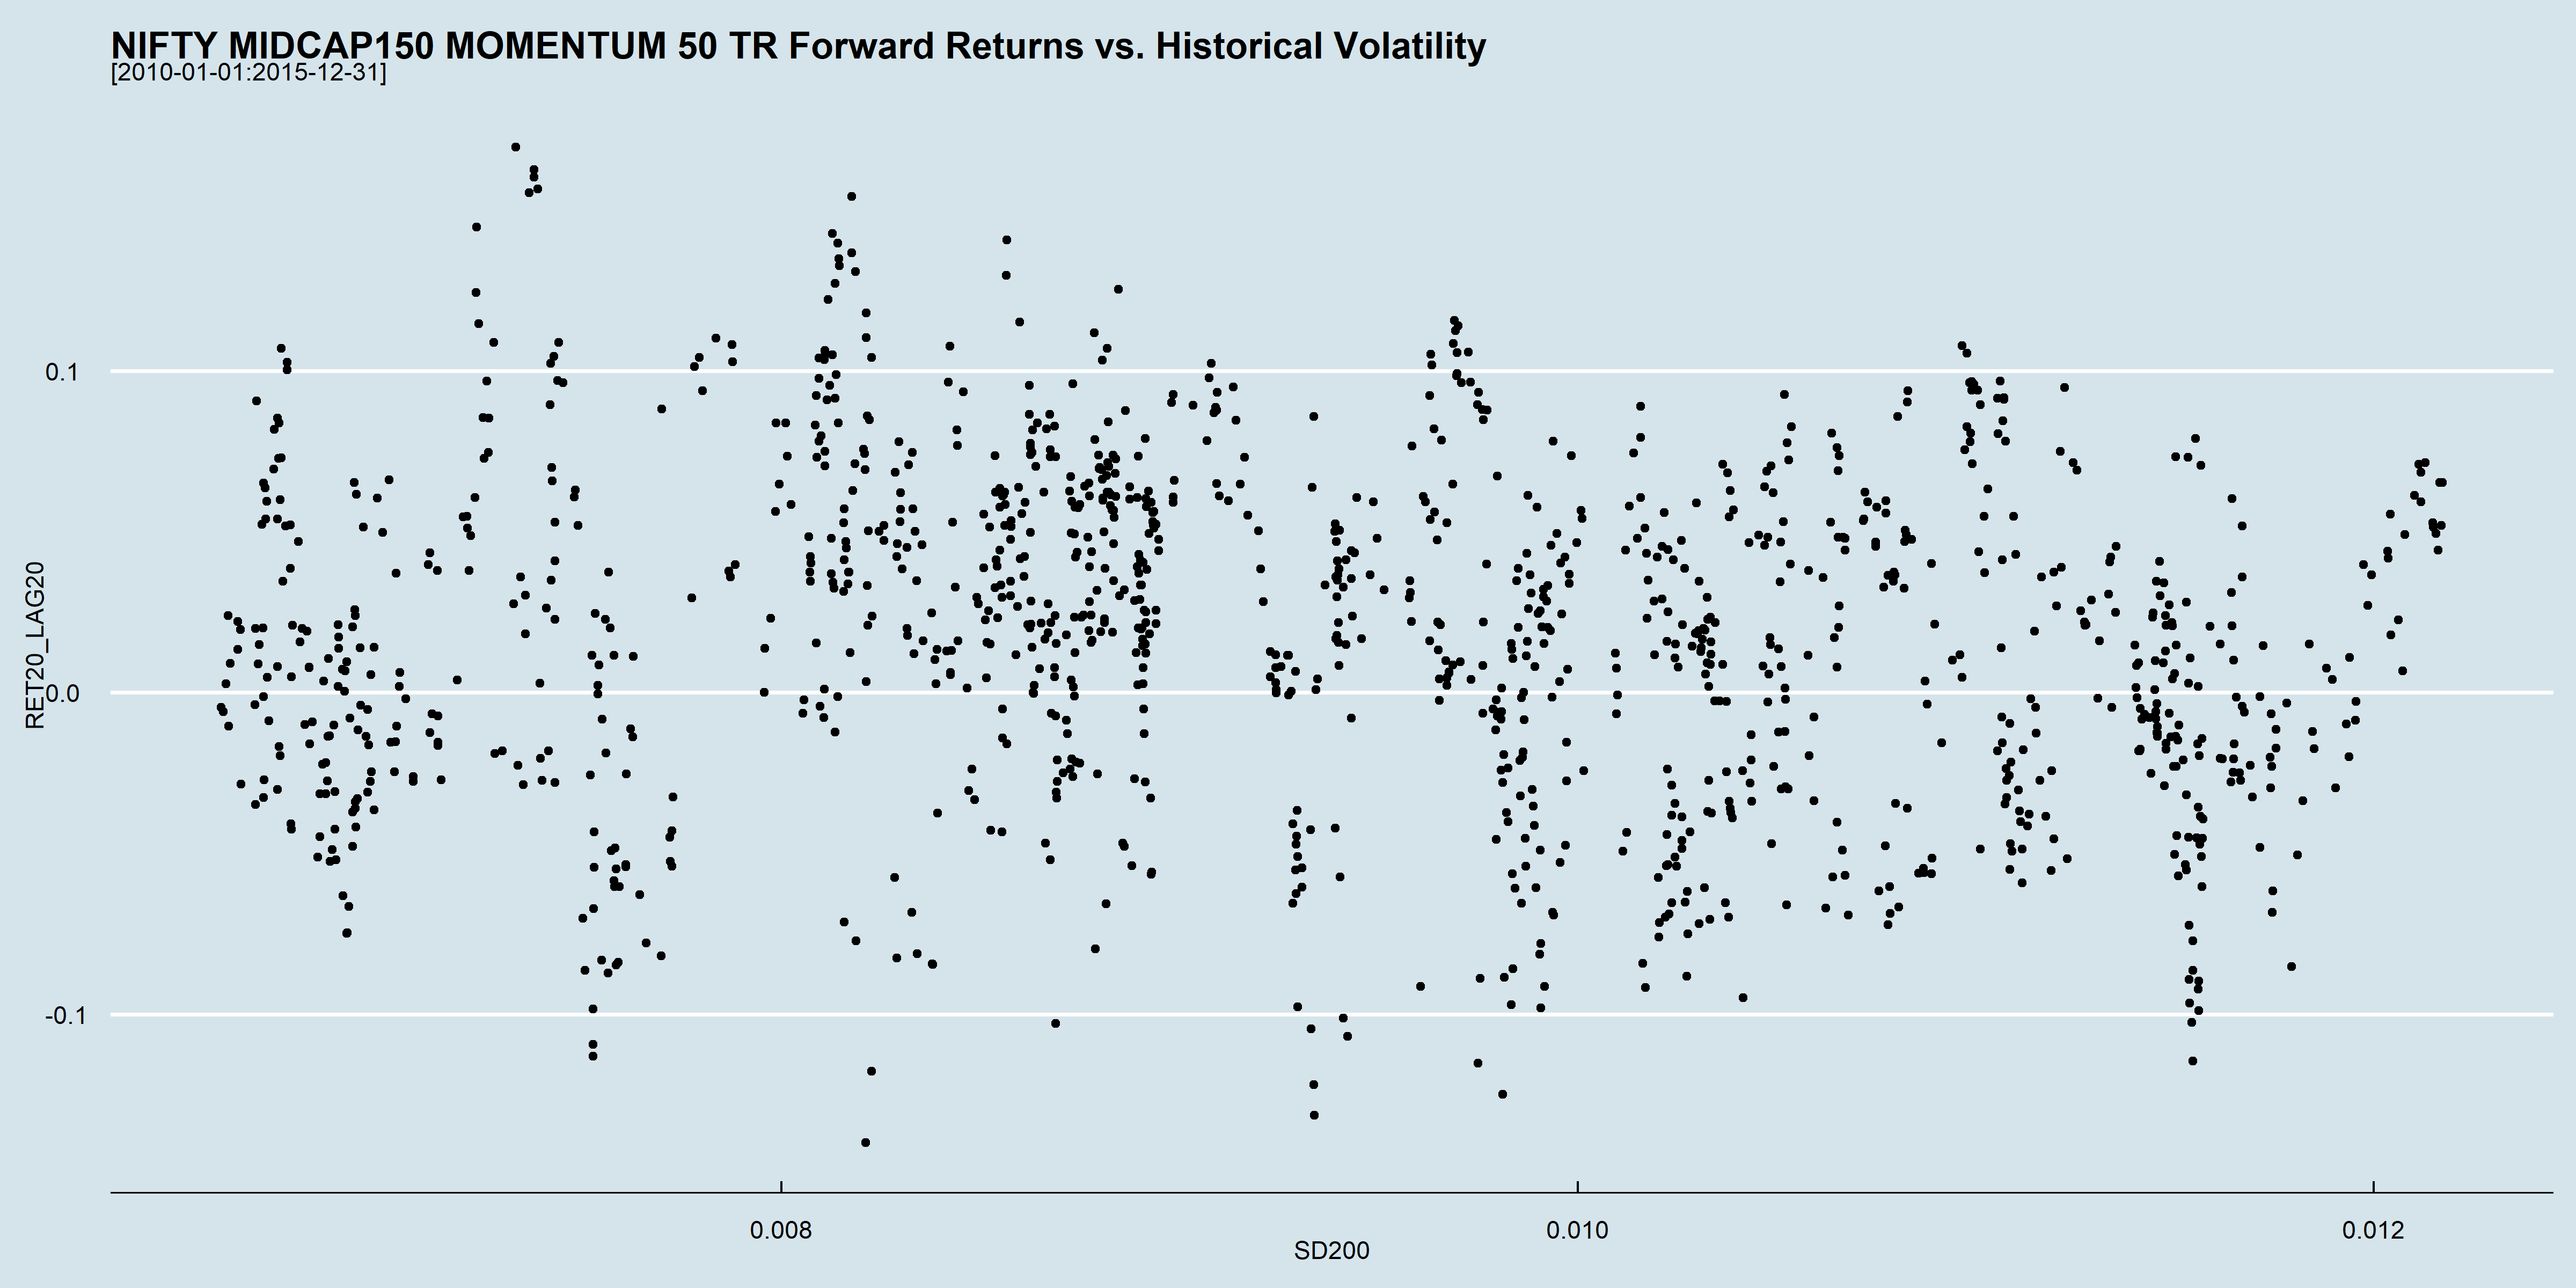 NIFTY MIDCAP150 MOMENTUM 50 TR Forward Returns vs. Historical Volatility
[2010-01-01:2015-12-31]
RET20_LAG20
0.1
0.0
-0.1
0.008
0.010
0.012
SD200